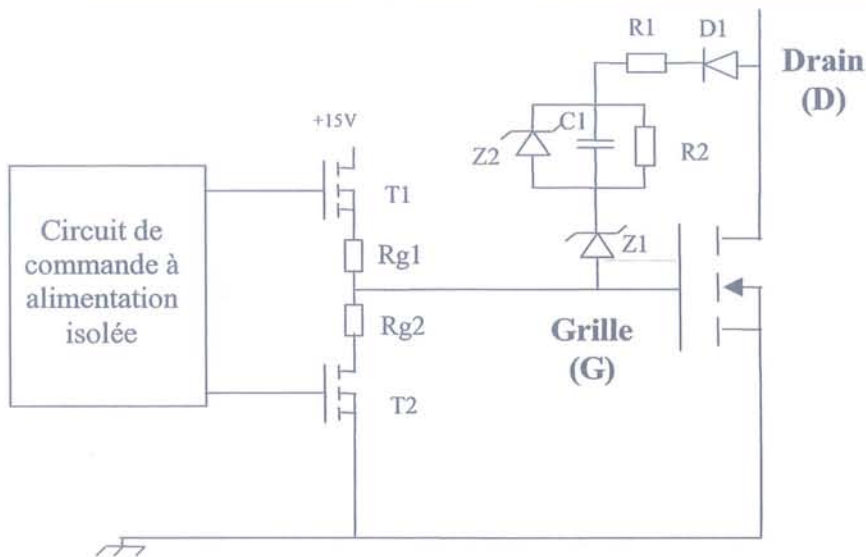 R1
D1
Drain
(D)
+15V
C1
Z2
R2
T1
Circuit de
commande à
alimentation
isolée
Rg1
Z1
Rg2
Grille
(G)
T2